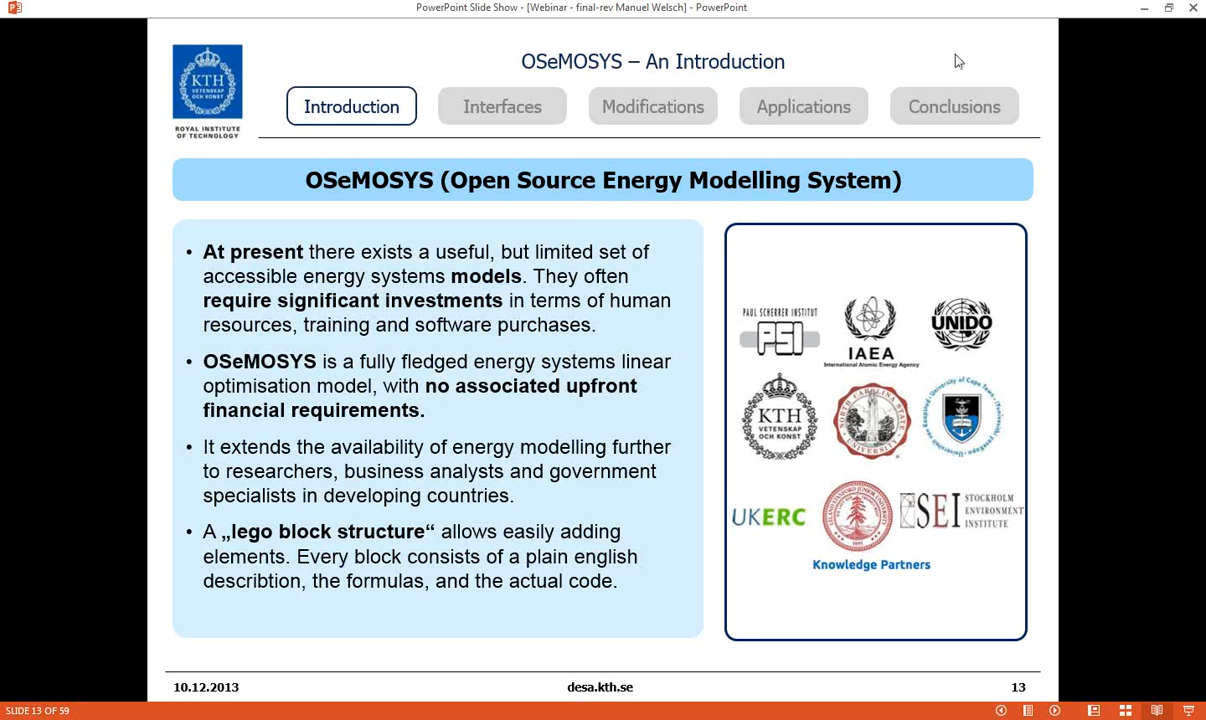 PowerPoint Slide Show - [Webinar - final-rev Manuel Welsch] - PowerPoint
OSeMOSYS – An Introduction
KTH
VETENSKAP
OCH KONST
ROYAL INSTITUTE
OF TECHNOLOGY
Introduction
Interfaces
Modifications
Applications
Conclusions
OSeMOSYS (Open Source Energy Modelling System)
• At present there exists a useful, but limited set of
accessible energy systems models. They often
require significant investments in terms of human
resources, training and software purchases.
• OSeMOSYS is a fully fledged energy systems linear
optimisation model, with no associated upfront
financial requirements.
• It extends the availability of energy modelling further
to researchers, business analysts and government
specialists in developing countries.
• A „lego block structure“ allows easily adding
elements. Every block consists of a plain english
describtion, the formulas, and the actual code.
PAUL SCHERRER INSTITUT
PSI
IAEA
International Atomic Energy Agency
UNIDO
KTH
VETENSKAP
OCH KONST
NORTH CAROLINA STATE
UNIVERSITY
UKERC
SEI
STOCKHOLM
ENVIRONMENT
INSTITUTE
Knowledge Partners
10.12.2013
desa.kth.se
13
SLIDE 13 OF 59